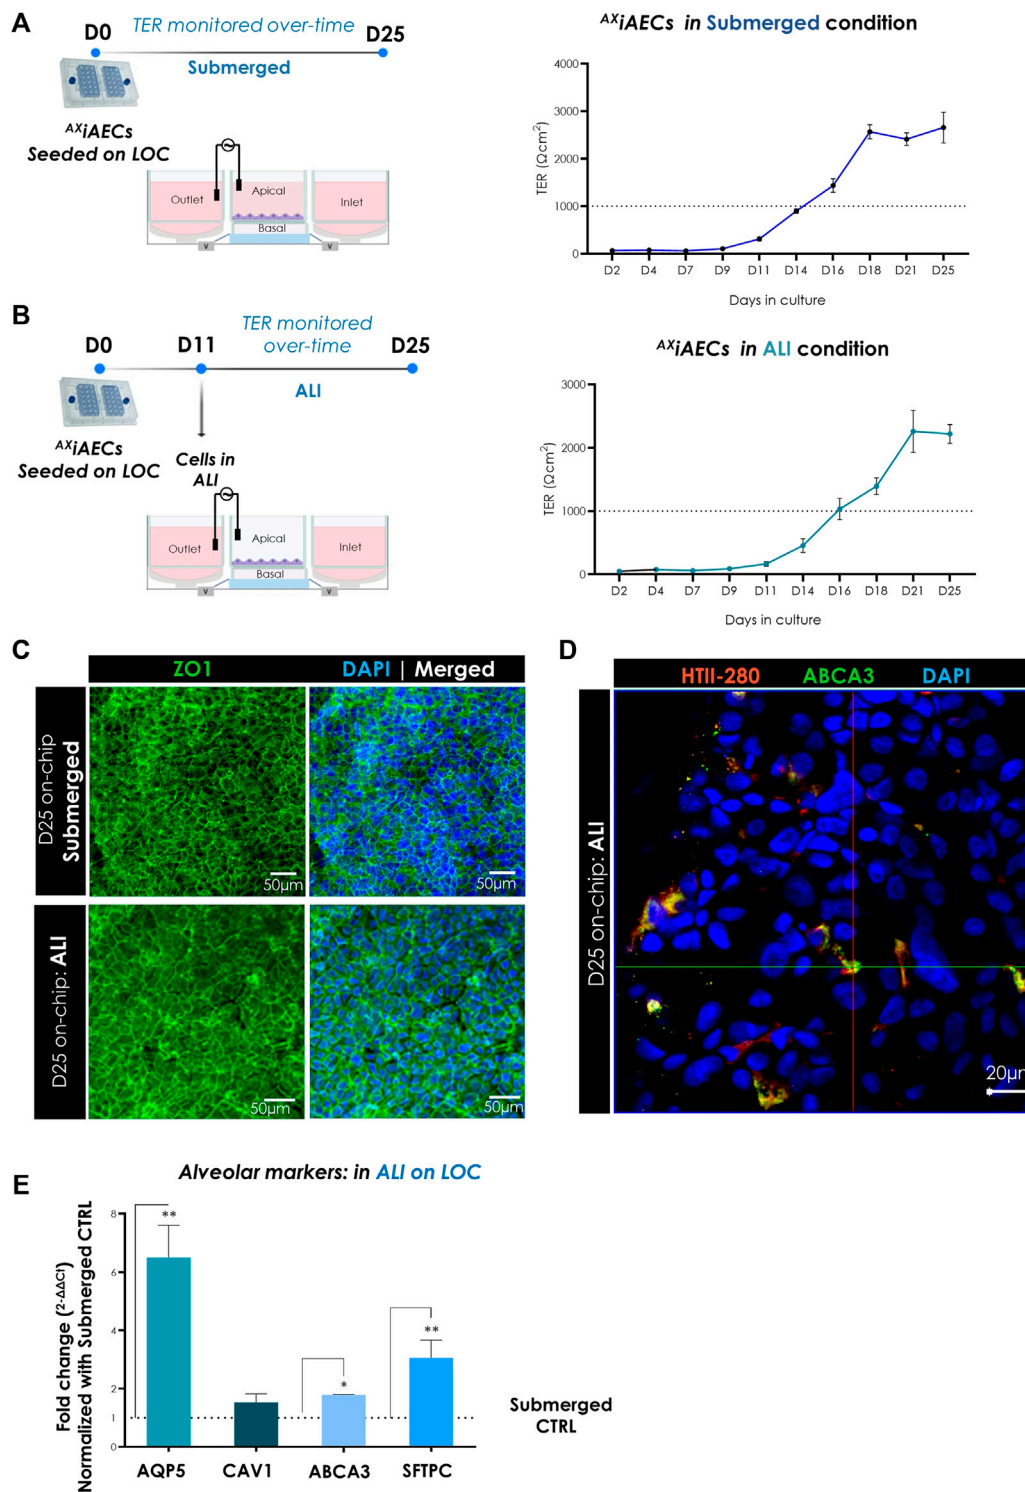 A
D0
TER monitored over-time
D25
Submerged
AXiAECs
Seeded on LOC
Outlet
Apical
Inlet
Basal
V
V
AXiAECs in Submerged condition
TER (Ωcm²)
4000
3000
2000
1000
0
D2 D4 D7 D9 D11 D14 D16 D18 D21 D25
Days in culture
B
D0
D11
TER monitored
over-time
D25
ALI
AXiAECs
Seeded on LOC
Cells in
ALI
Outlet
Apical
Inlet
Basal
V
V
AXiAECs in ALI condition
TER (Ωcm²)
3000
2000
1000
0
D2 D4 D7 D9 D11 D14 D16 D18 D21 D25
Days in culture
C
ZO1
DAPI | Merged
D25 on-chip
Submerged
50µm
50µm
D25 on-chip: ALI
50µm
50µm
D
HTII-280 ABCA3 DAPI
D25 on-chip: ALI
20µm
E
Alveolar markers: in ALI on LOC
Fold change (2-ΔΔCt)
Normalized with Submerged CTRL
8
6
4
2
1
0
**
*
**
AQP5 CAV1 ABCA3 SFTPC
Submerged
CTRL